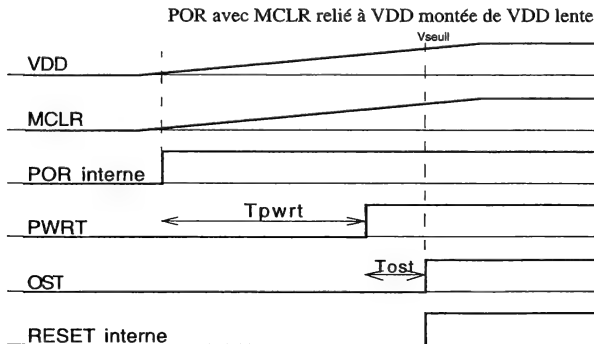 POR avec MCLR relié à VDD montée de VDD lente
Vseuil
VDD
MCLR
POR interne
Tpwrt
PWRT
Tost
OST
RESET interne